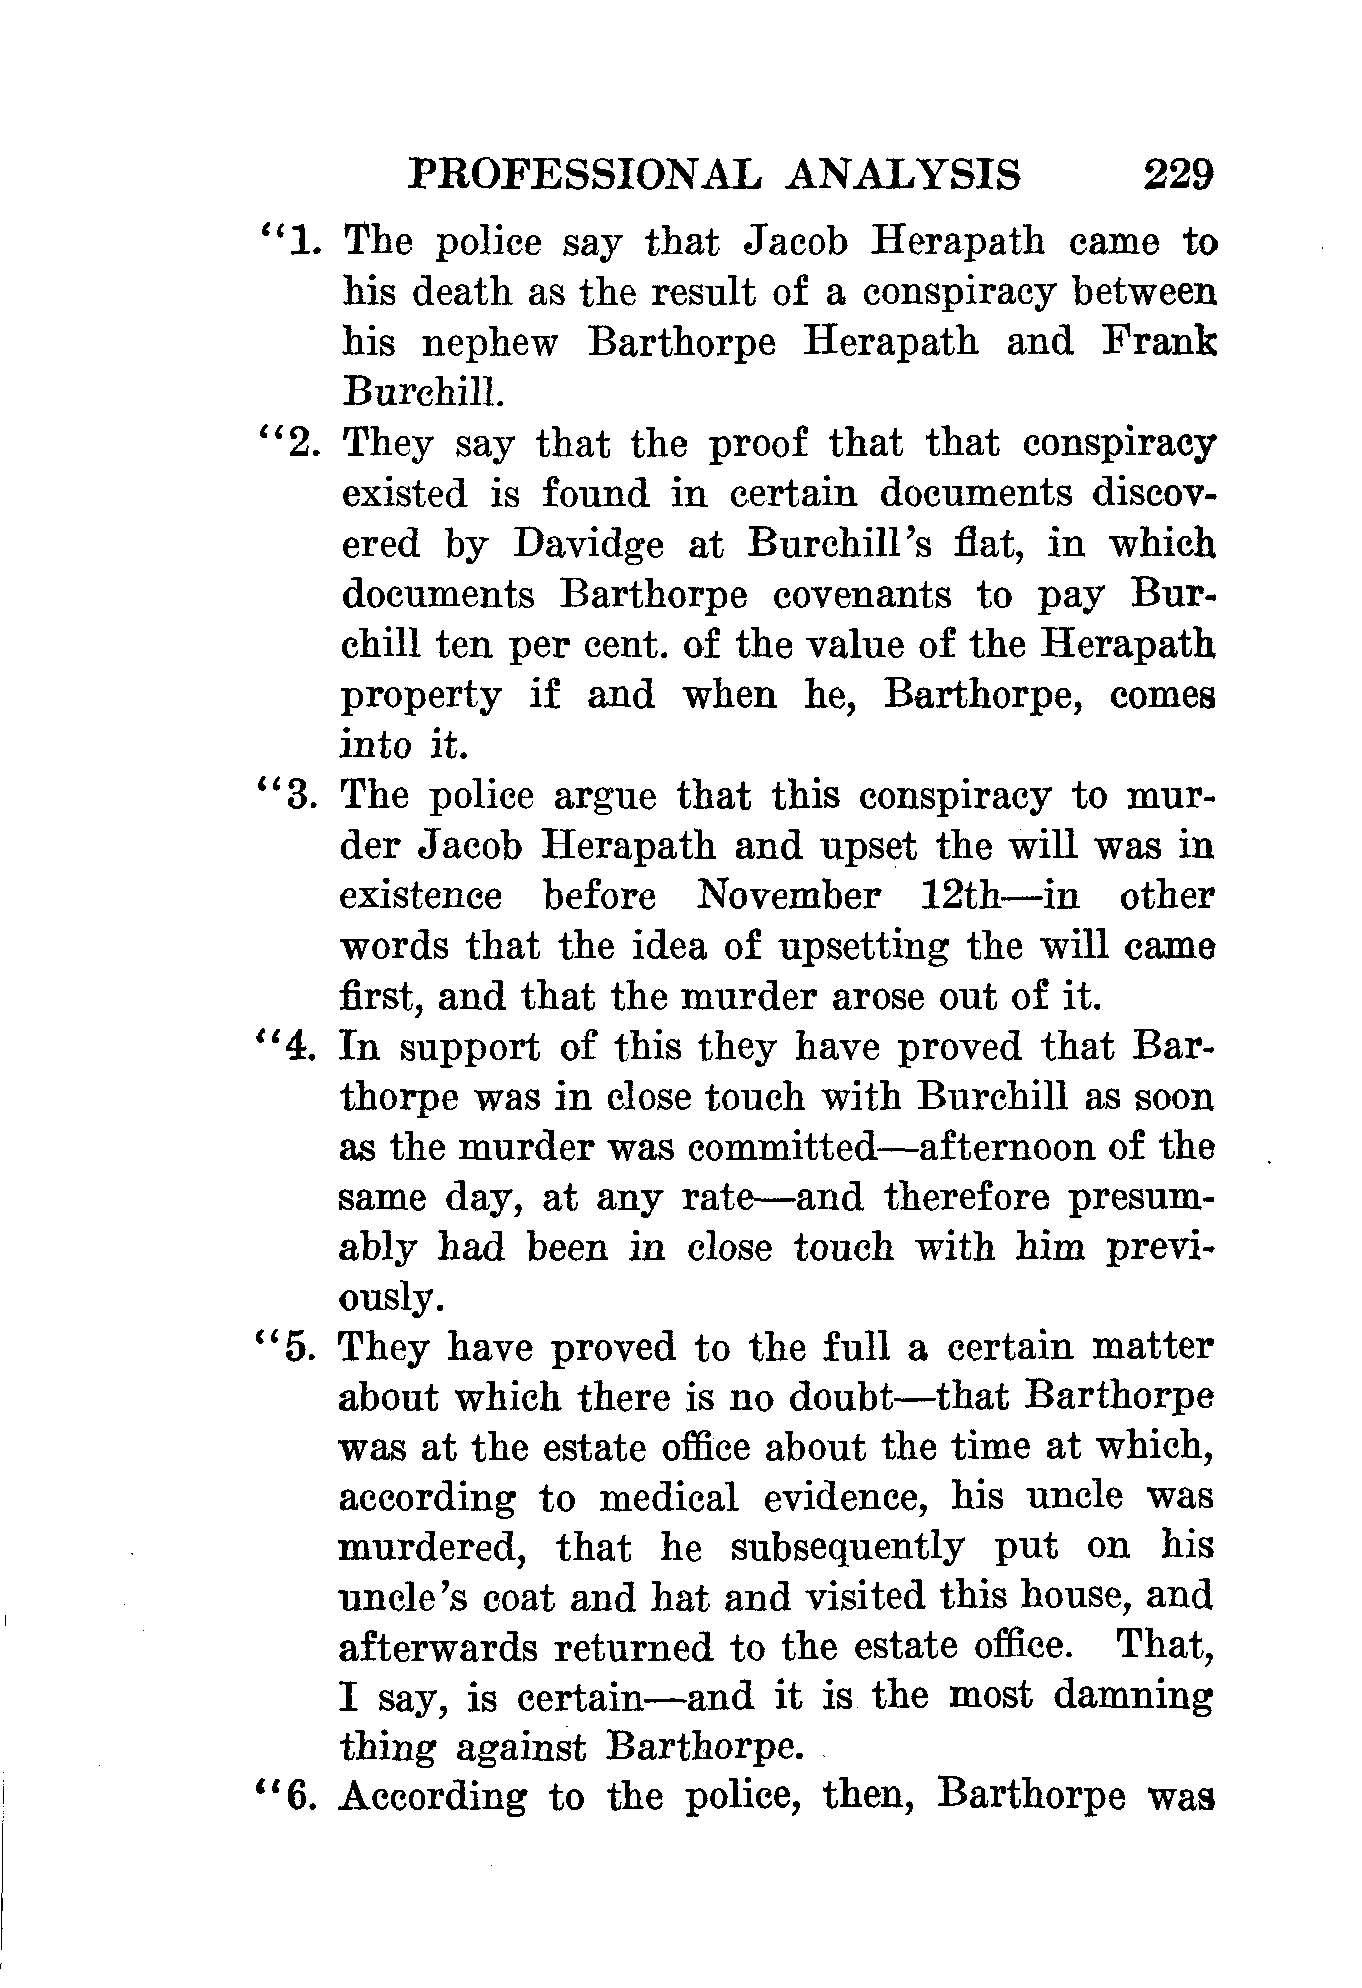 PROFESSIONAL ANALYSIS 229
“1. The police say that Jacob Herapath came to
his death as the result of a conspiracy between
his nephew Barthorpe Herapath and Frank
Burchill.
“2. They say that the proof that that conspiracy
existed is found in certain documents discov-
ered by Davidge at Burchill’s flat, in which
documents Barthorpe covenants to pay Bur-
chill ten per cent. of the value of the Herapath
property if and when he, Barthorpe, comes
into it.
“3. The police argue that this conspiracy to mur-
der Jacob Herapath and upset the will was in
existence before November 12th—in other
words that the idea of upsetting the will came
first, and that the murder arose out of it.
“4. In support of this they have proved that Bar-
thorpe was in close touch with Burchill as soon
as the murder was committed—afternoon of the
same day, at any rate—and therefore presum-
ably had been in close touch with him previ-
ously.
“5. They have proved to the full a certain matter
about which there is no doubt—that Barthorpe
was at the estate office about the time at which,
according to medical evidence, his uncle was
murdered, that he subsequently put on his
uncle’s coat and hat and visited this house, and
afterwards returned to the estate office. That,
I say, is certain—and it is the most damning
thing against Barthorpe.
“6. According to the police, then, Barthorpe was